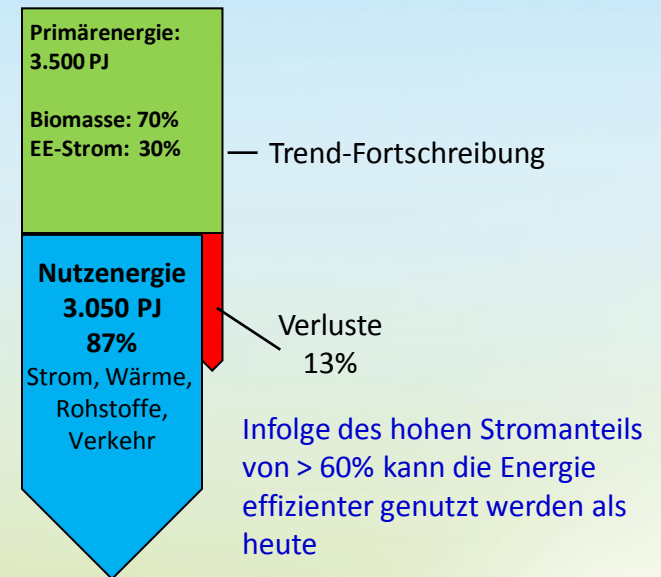 Primärenergie:
3.500 PJ
Biomasse: 70%
EE-Strom: 30%
Trend-Fortschreibung
Nutzenergie
3.050 PJ
87%
Strom, Wärme,
Rohstoffe,
Verkehr
Verluste
13%
Infolge des hohen Stromanteils
von > 60% kann die Energie
effizienter genutzt werden als
heute